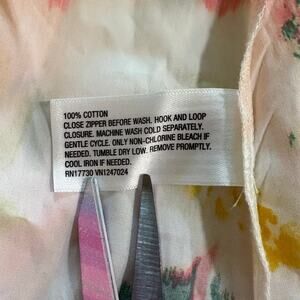 100% COTTON
CLOSE ZIPPER BEFORE WASH. HOOK AND LOOP
CLOSURE. MACHINE WASH COLD SEPARATELY.
GENTLE CYCLE. ONLY NON-CHLORINE BLEACH IF
NEEDED. TUMBLE DRY LOW. REMOVE PROMPTLY.
COOL IRON IF NEEDED.
RN17730 VN1247024